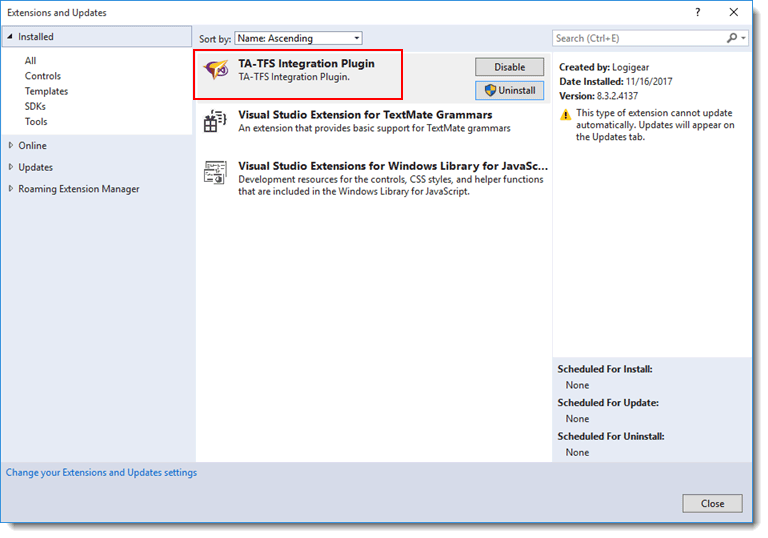 Extensions and Updates
?
Installed
All
Controls
Templates
SDKs
Tools
Online
Updates
Roaming Extension Manager
Sort by: Name: Ascending
TA-TFS Integration Plugin
TA-TFS Integration Plugin.
Disable
Uninstall
Visual Studio Extension for TextMate Grammars
An extension that provides basic support for TextMate grammars
Visual Studio Extensions for Windows Library for JavaSc...
Development resources for the controls, CSS styles, and helper functions
that are included in the Windows Library for JavaScript.
Search (Ctrl+E)
Created by: Logigear
Date Installed: 11/16/2017
Version: 8.3.2.4137
This type of extension cannot update
automatically. Updates will appear on
the Updates tab.
Scheduled For Install:
None
Scheduled For Update:
None
Scheduled For Uninstall:
None
Change your Extensions and Updates settings
Close